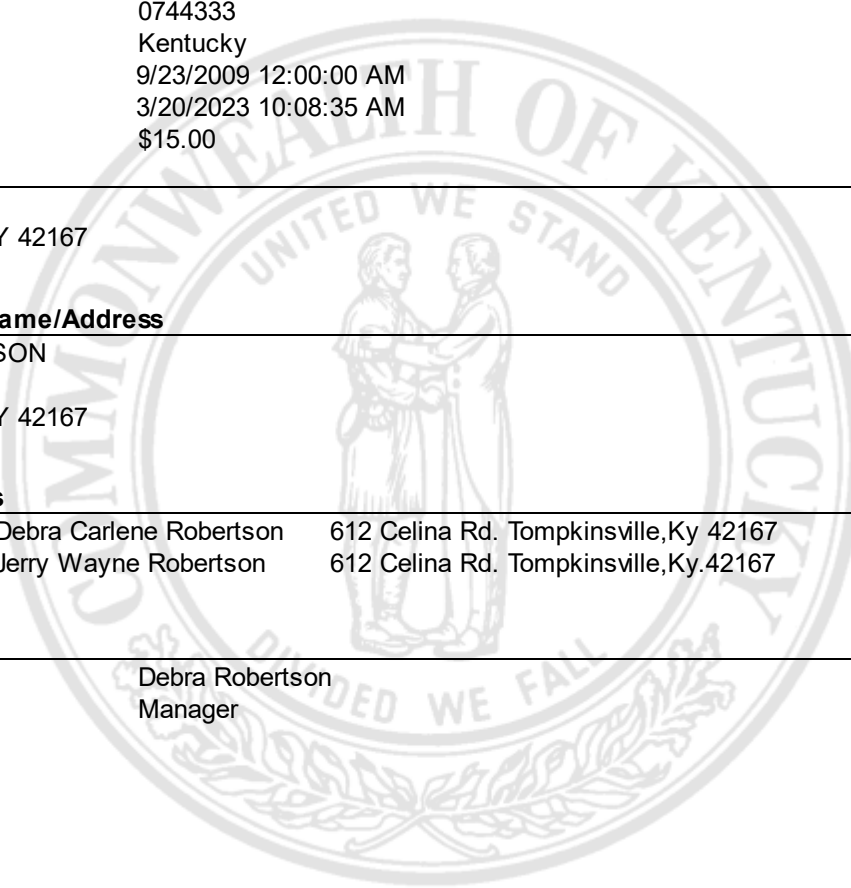 0744333
Kentucky
9/23/2009 12:00:00 AM
3/20/2023 10:08:35 AM
$15.00
Y 42167
ame/Address
SON
Y 42167
s
Debra Carlene Robertson 612 Celina Rd. Tompkinsville,Ky 42167
Jerry Wayne Robertson 612 Celina Rd. Tompkinsville,Ky.42167
Debra Robertson
Manager
COMMONWEALTH OF KENTUCKY
UNITED WE STAND
DIVIDED WE FALL